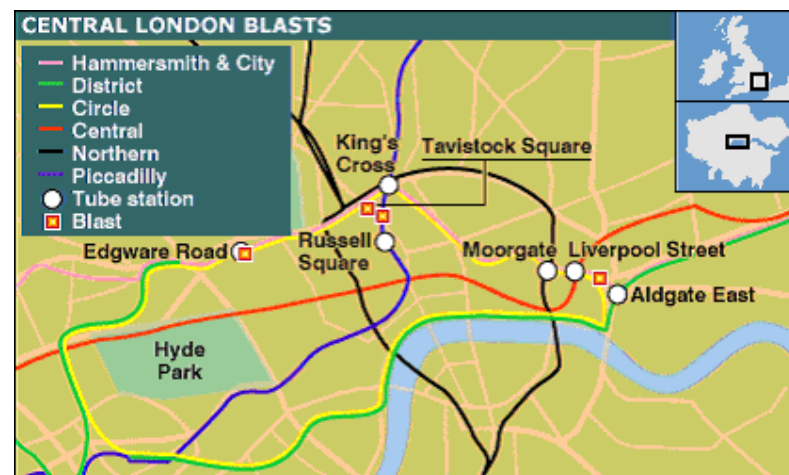 CENTRAL LONDON BLASTS
Hammersmith & City
District
Circle
Central
Northern
Piccadilly
Tube station
Blast
King's
Cross
Tavistock Square
Edgware Road
Russell
Square
Moorgate
Liverpool Street
Aldgate East
Hyde
Park